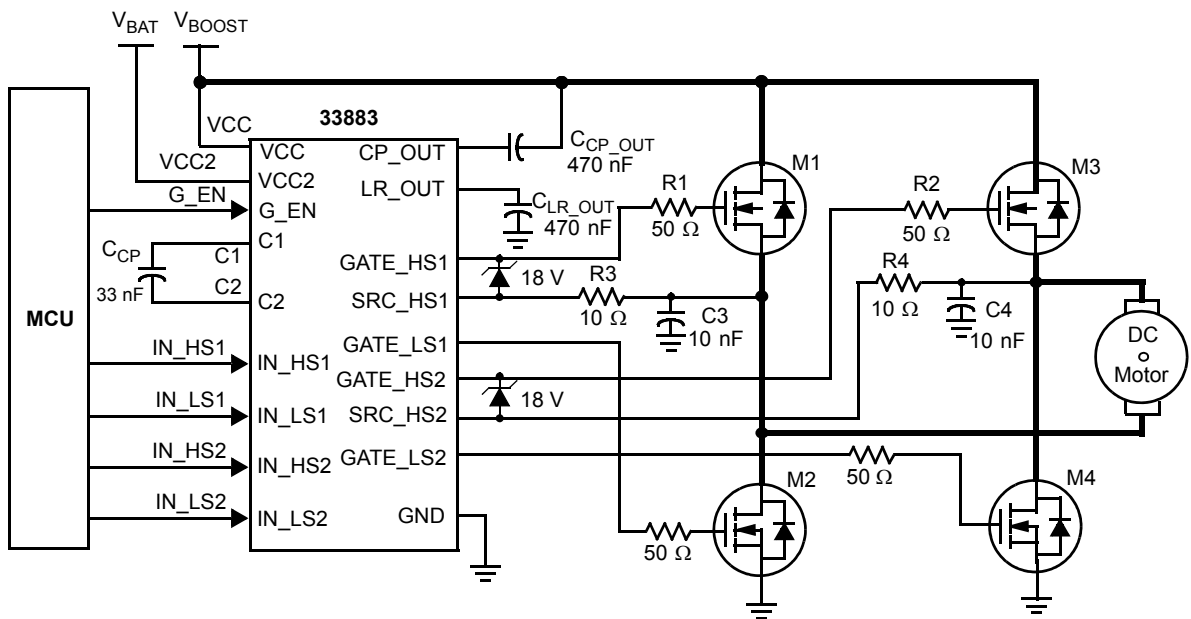 V_BAT V_BOOST
33883
VCC
VCC2
G_EN
C1
C2
C_CP
33 nF
MCU
IN_HS1
IN_LS1
IN_HS2
IN_LS2
VCC
VCC2
G_EN
C1
C2
IN_HS1
IN_LS1
IN_HS2
IN_LS2
CP_OUT
LR_OUT
GATE_HS1
SRC_HS1
GATE_LS1
GATE_HS2
SRC_HS2
GATE_LS2
GND
C_CP_OUT
470 nF
C_LR_OUT
470 nF
18 V
18 V
R1
50 Ω
R3
10 Ω
C3
10 nF
M1
R2
50 Ω
R4
10 Ω
C4
10 nF
M3
DC
Motor
50 Ω
M2
50 Ω
M4